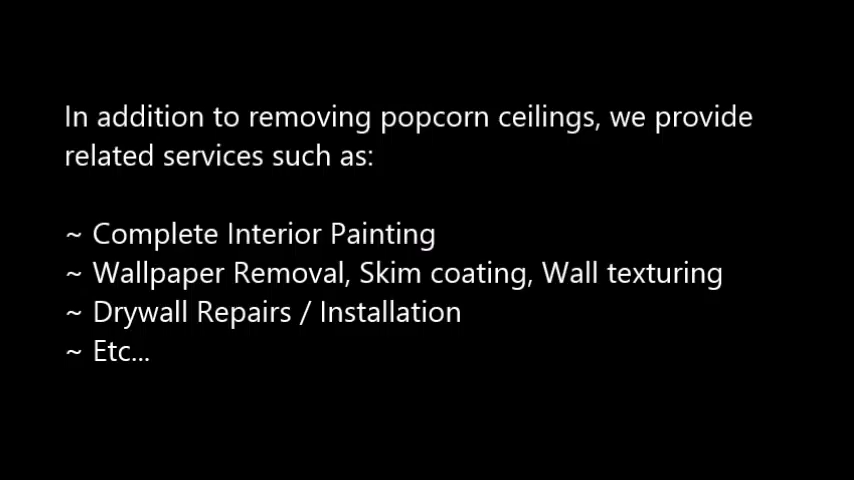 In addition to removing popcorn ceilings, we provide
related services such as:
~ Complete Interior Painting
~ Wallpaper Removal, Skim coating, Wall texturing
~ Drywall Repairs / Installation
~ Etc...